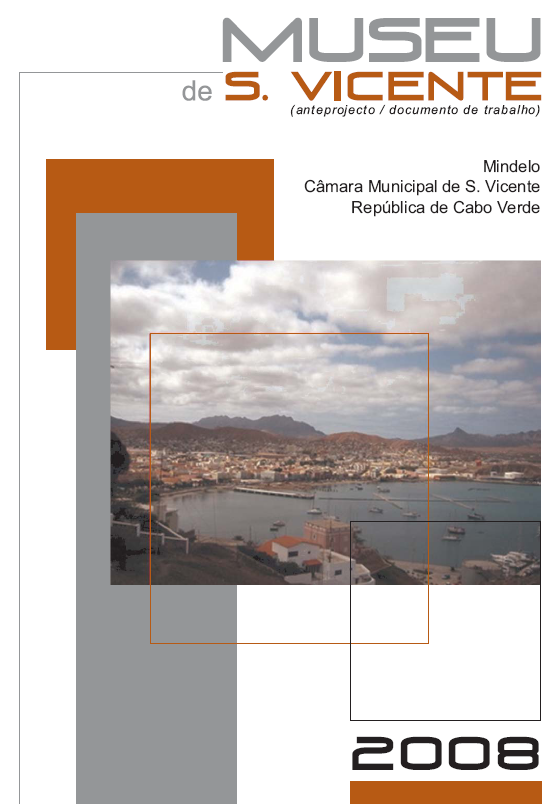 MUSEU
de S. VICENTE
(anteprojecto / documento de trabalho)
Mindelo
Câmara Municipal de S. Vicente
República de Cabo Verde
2008